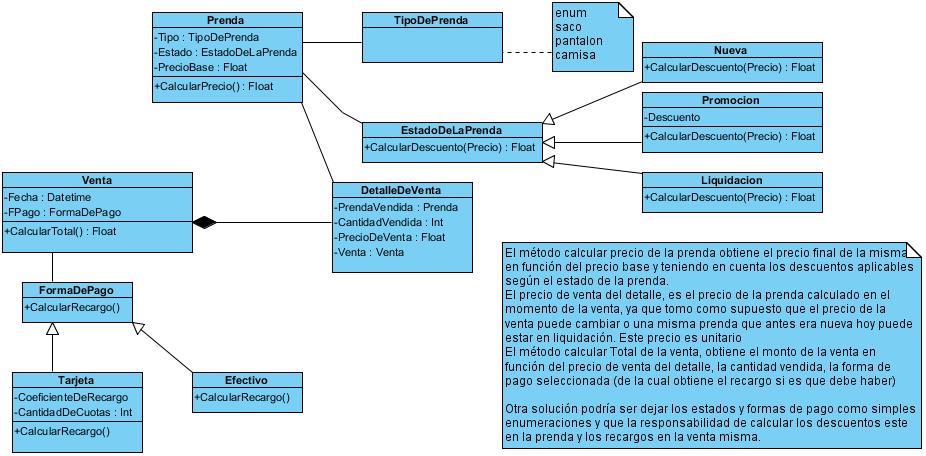 Prenda
-Tipo : TipoDePrenda
-Estado : EstadoDeLaPrenda
-PrecioBase : Float
+CalcularPrecio() : Float
TipoDePrenda
enum
saco
pantalon
camisa
Nueva
+CalcularDescuento(Precio) : Float
Promocion
-Descuento
+CalcularDescuento(Precio) : Float
EstadoDeLaPrenda
+CalcularDescuento(Precio) : Float
Liquidacion
+CalcularDescuento(Precio) : Float
Venta
-Fecha : Datetime
-FPago : FormaDePago
+CalcularTotal() : Float
DetalleDeVenta
-PrendaVendida : Prenda
-CantidadVendida : Int
-PrecioDeVenta : Float
-Venta : Venta
FormaDePago
+CalcularRecargo()
Tarjeta
-CoeficienteDeRecargo
-CantidadDeCuotas : Int
+CalcularRecargo()
Efectivo
+CalcularRecargo()
El método calcular precio de la prenda obtiene el precio final de la misma
en función del precio base y teniendo en cuenta los descuentos aplicables
según el estado de la prenda.
El precio de venta del detalle, es el precio de la prenda calculado en el
momento de la venta, ya que tomo como supuesto que el precio de la
venta puede cambiar o una misma prenda que antes era nueva hoy puede
estar en liquidación. Este precio es unitario
El método calcular Total de la venta, obtiene el monto de la venta en
función del precio de venta del detalle, la cantidad vendida, la forma de
pago seleccionada (de la cual obtiene el recargo si es que debe haber)
Otra solución podría ser dejar los estados y formas de pago como simples
enumeraciones y que la responsabilidad de calcular los descuentos este
en la prenda y los recargos en la venta misma.